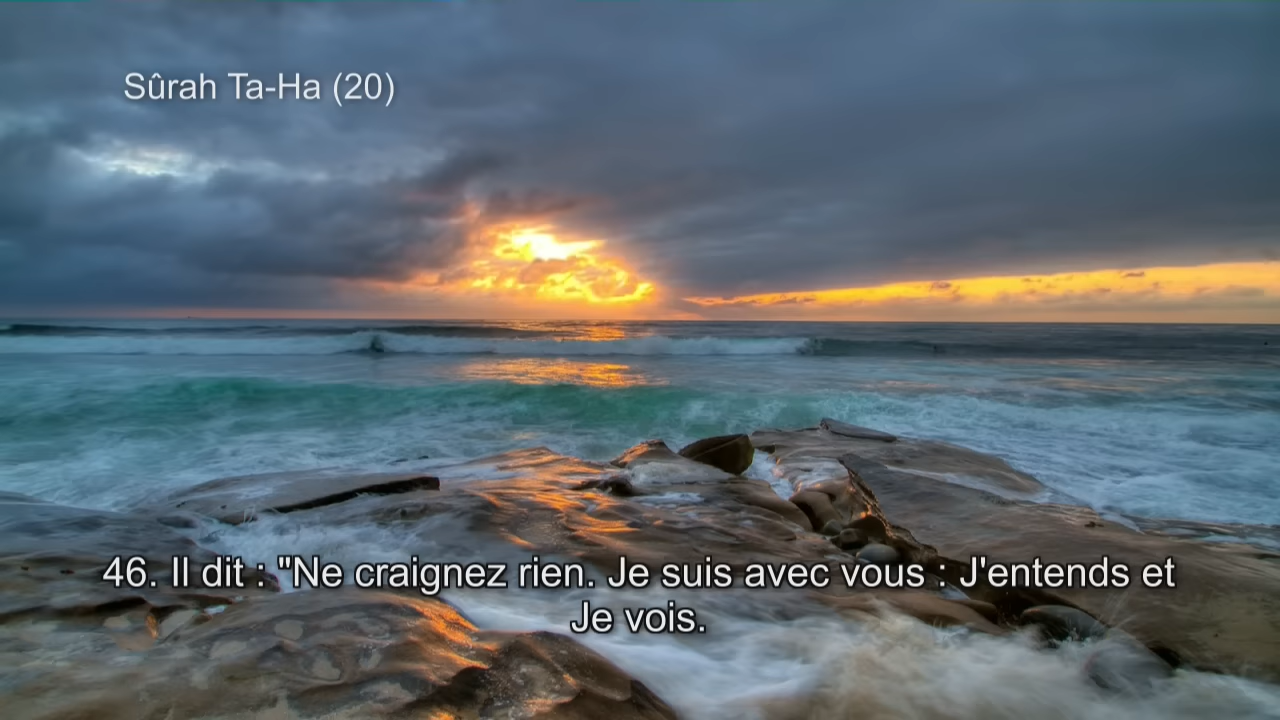 Sûrah Ta-Ha (20)
46. Il dit : "Ne craignez rien. Je suis avec vous : J'entends et
Je vois.